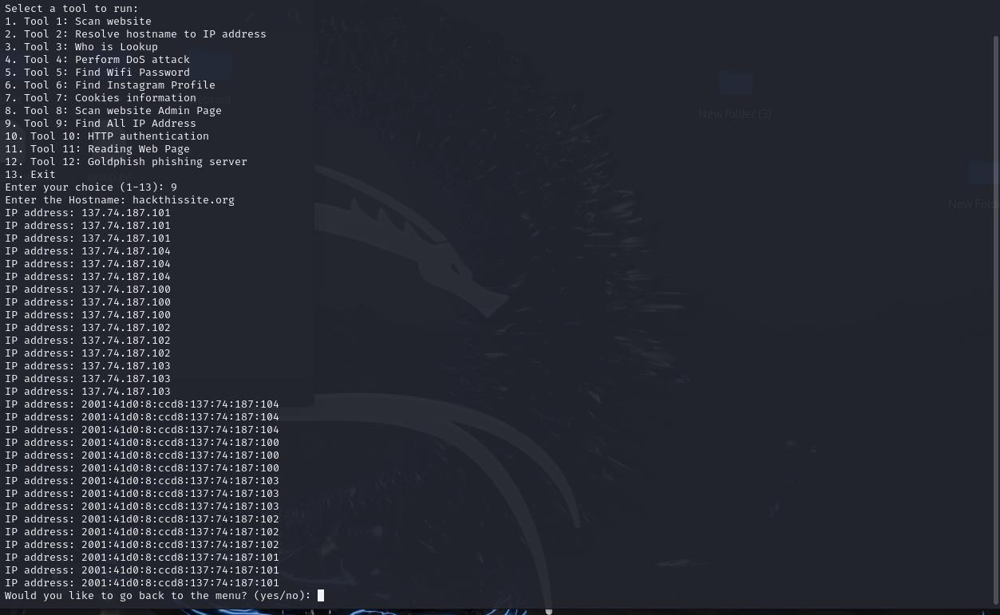 Select a tool to run:
1. Tool 1: Scan website
2. Tool 2: Resolve hostname to IP address
3. Tool 3: Who is Lookup
4. Tool 4: Perform DoS attack
5. Tool 5: Find Wifi Password
6. Tool 6: Find Instagram Profile
7. Tool 7: Cookies information
8. Tool 8: Scan website Admin Page
New folder (3)
9. Tool 9: Find All IP Address
10. Tool 10: HTTP authentication
11. Tool 11: Reading Web Page
12. Tool 12: Goldphish phishing server
13. Exit
Enter your choice (1-13): 9
Enter the Hostname: hackthissite.org
New Fold
IP address: 137.74.187.101
IP address: 137.74.187.101
IP address: 137.74.187.101
IP address: 137.74.187.104
IP address: 137.74.187.104
IP address: 137.74.187.104
IP address: 137.74.187.100
IP address: 137.74.187.100
IP address: 137.74.187.100
IP address: 137.74.187.102
IP address: 137.74.187.102
IP address: 137.74.187.102
IP address: 137.74.187.103
IP address: 137.74.187.103
IP address: 137.74.187.103
IP address: 2001:41d0:8:ccd8:137:74:187:104
IP address: 2001:41d0:8:ccd8:137:74:187:104
IP address: 2001:41d0:8:ccd8:137:74:187:104
IP address: 2001:41d0:8:ccd8:137:74:187:100
IP address: 2001:41d0:8:ccd8:137:74:187:100
IP address: 2001:41d0:8:ccd8:137:74:187:100
IP address: 2001:41d0:8:ccd8:137:74:187:103
IP address: 2001:41d0:8:ccd8:137:74:187:103
IP address: 2001:41d0:8:ccd8:137:74:187:103
IP address: 2001:41d0:8:ccd8:137:74:187:102
IP address: 2001:41d0:8:ccd8:137:74:187:102
IP address: 2001:41d0:8:ccd8:137:74:187:102
IP address: 2001:41d0:8:ccd8:137:74:187:101
IP address: 2001:41d0:8:ccd8:137:74:187:101
IP address: 2001:41d0:8:ccd8:137:74:187:101
Would you like to go back to the menu? (yes/no):